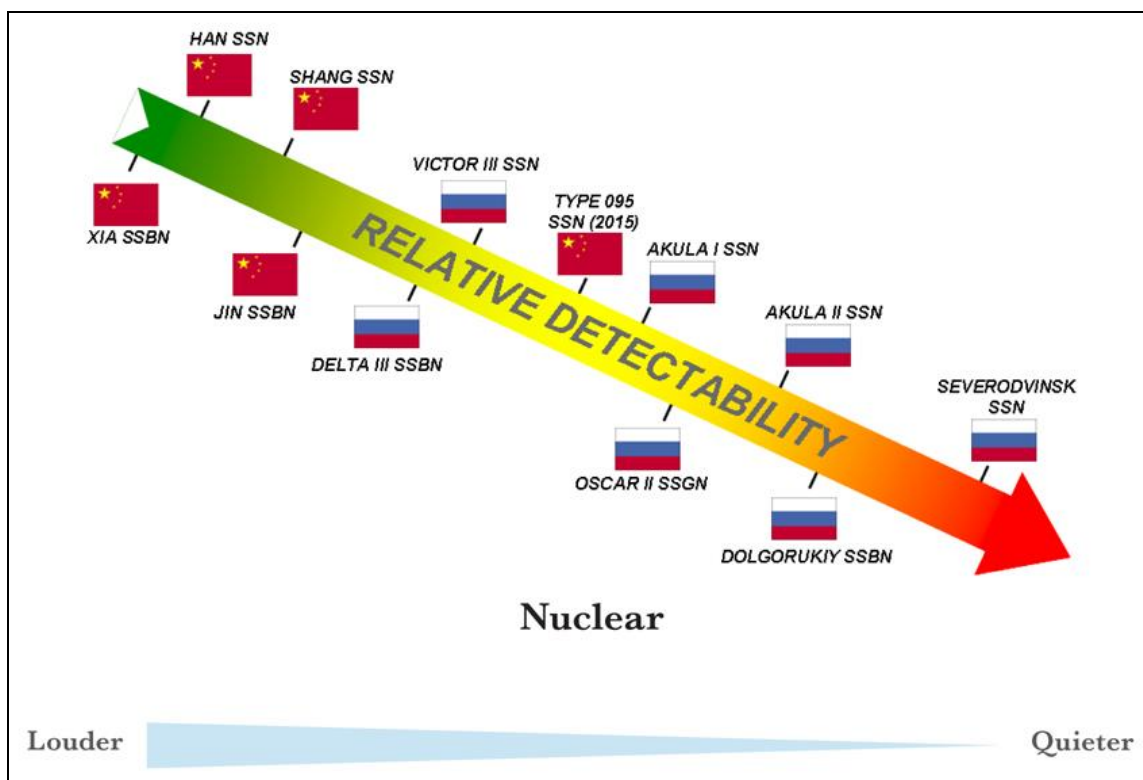 HAN SSN
SHANG SSN
XIA SSBN
JIN SSBN
VICTOR III SSN
DELTA III SSBN
TYPE 095
SSN (2015)
AKULA I SSN
RELATIVE DETECTABILITY
OSCAR II SSGN
AKULA II SSN
DOLGORUKIY SSBN
SEVERODVINSK
SSN
Nuclear
Louder
Quieter